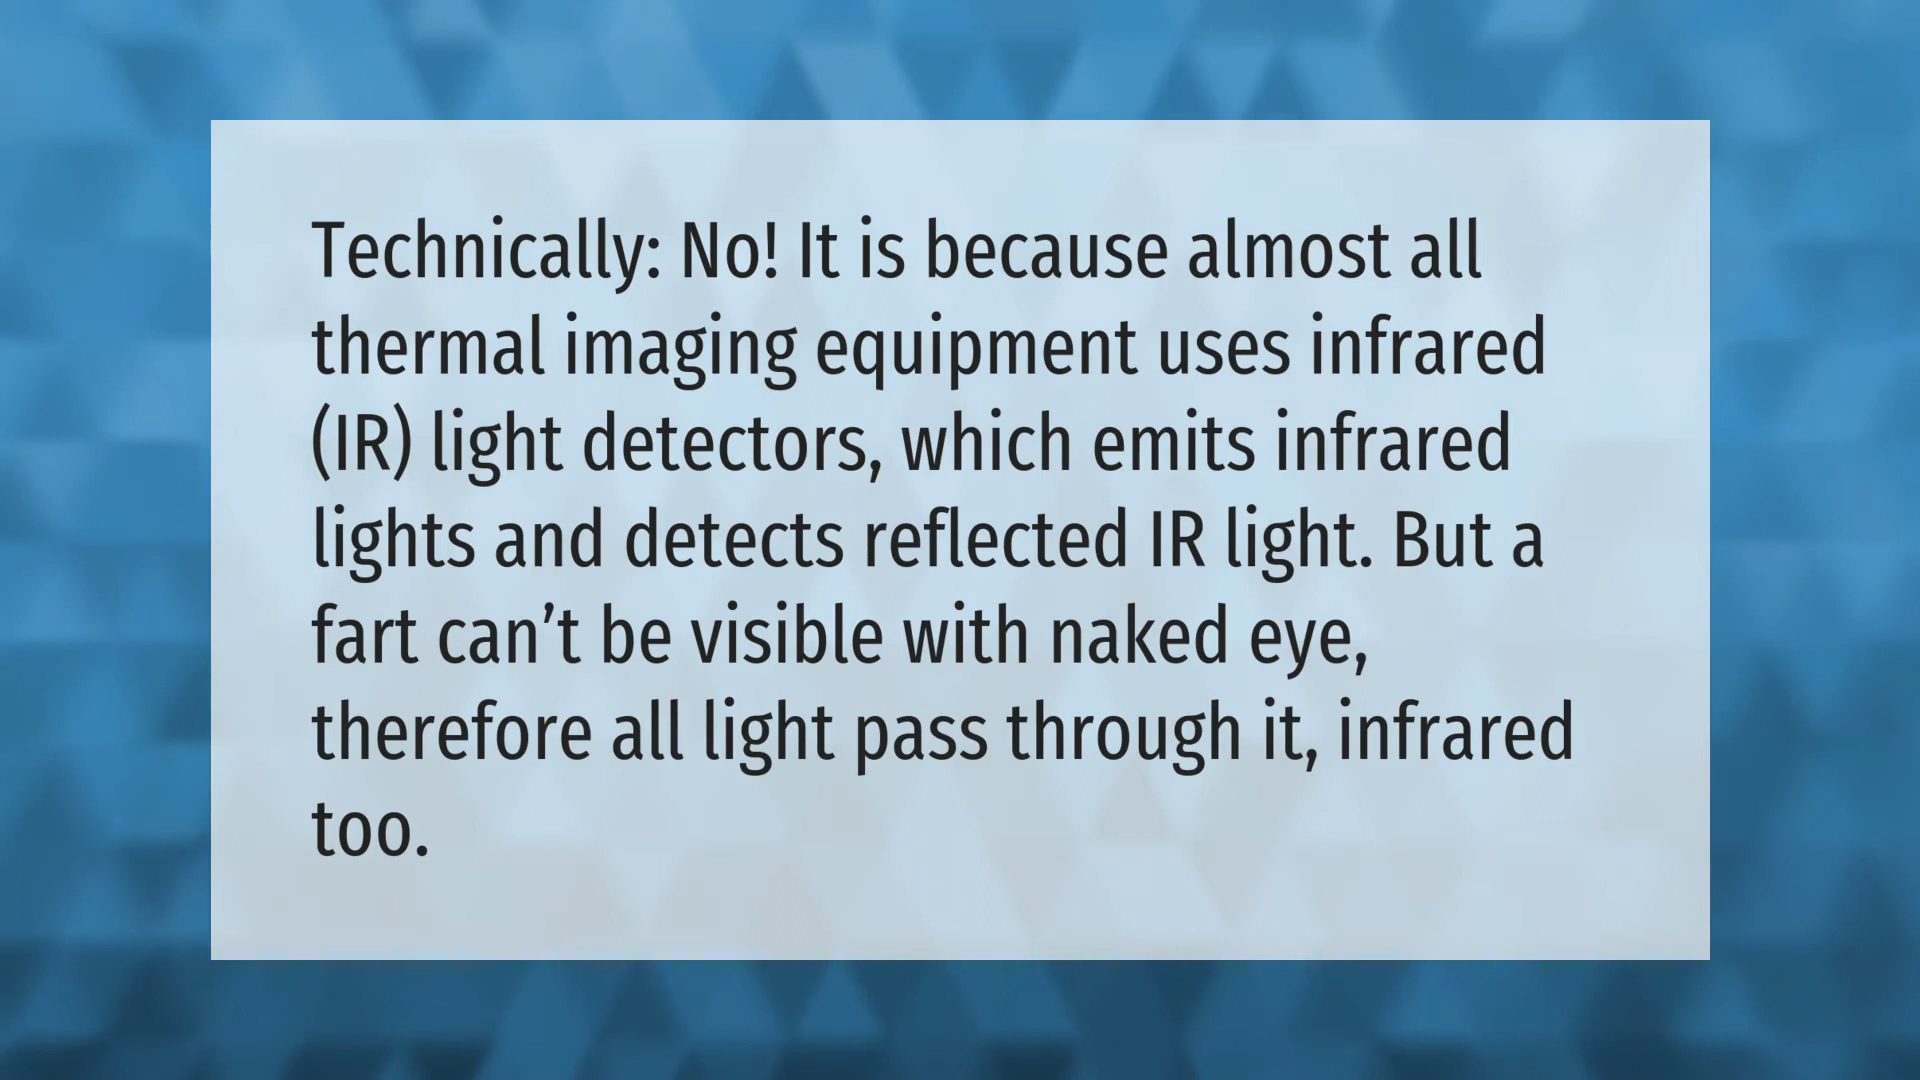 Technically: No! It is because almost all
thermal imaging equipment uses infrared
(IR) light detectors, which emits infrared
lights and detects reflected IR light. But a
fart can’t be visible with naked eye,
therefore all light pass through it, infrared
too.